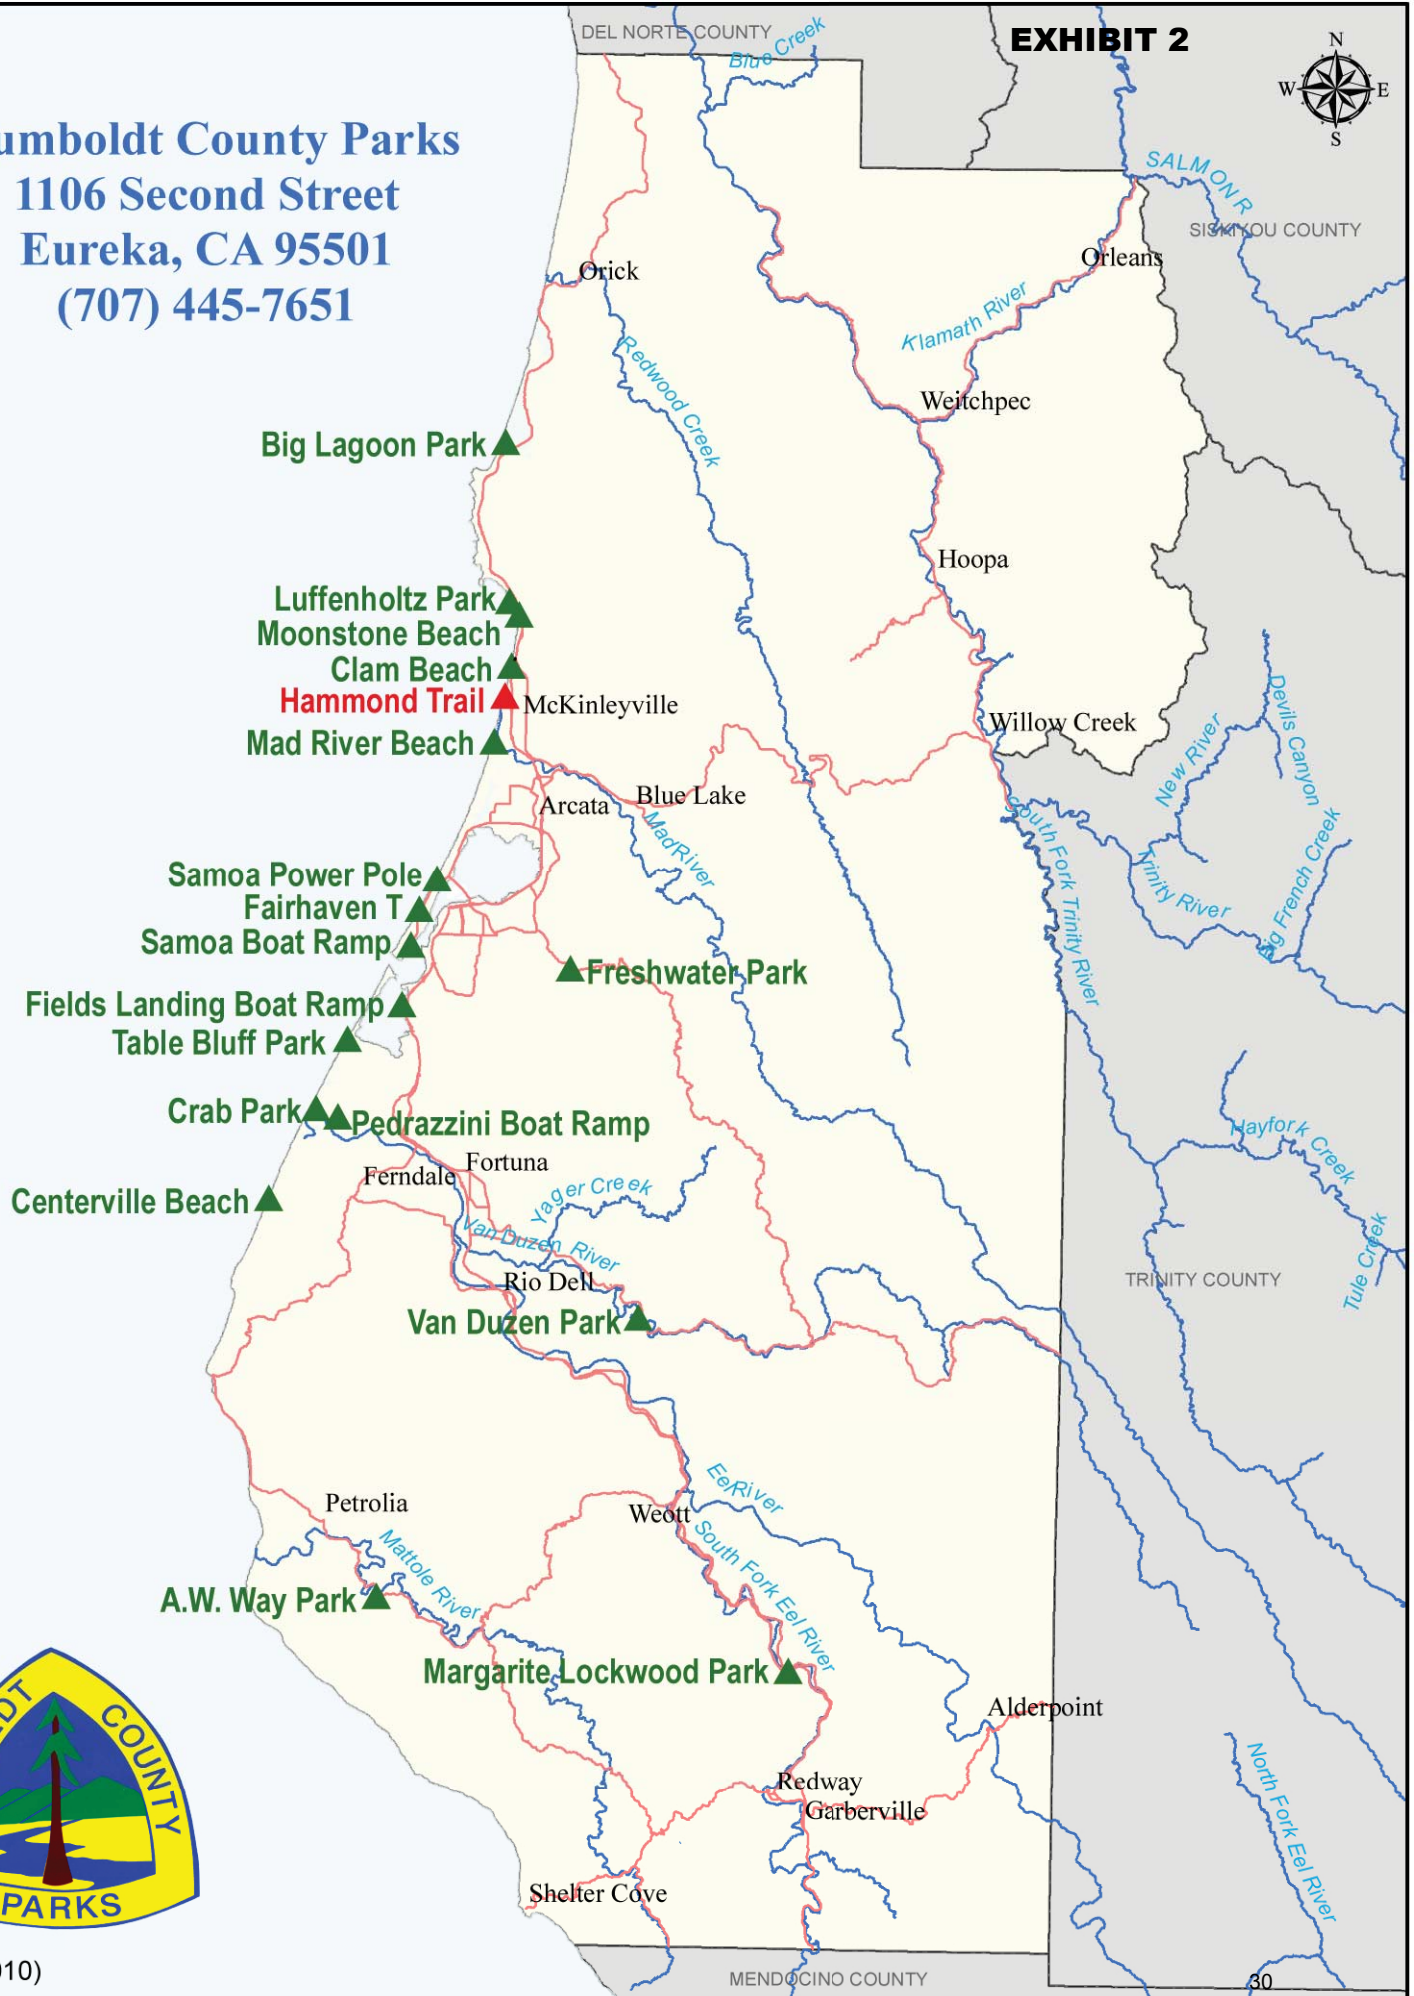 DEL NORTE COUNTY
Blue Creek
EXHIBIT 2
N
W
E
S
umboldt County Parks
1106 Second Street
Eureka, CA 95501
(707) 445-7651
SALMON R
SISKIYOU COUNTY
Orleans
Orick
Klamath River
Redwood Creek
Weitchpec
Big Lagoon Park
Hoopa
Luffenholtz Park
Moonstone Beach
Clam Beach
Hammond Trail
McKinleyville
Mad River Beach
Willow Creek
New River
Devils Canyon
Arcata
Blue Lake
Mad River
South Fork Trinity River
Trinity River
Big French Creek
Samoa Power Pole
Fairhaven T
Samoa Boat Ramp
Freshwater Park
Fields Landing Boat Ramp
Table Bluff Park
Crab Park
Pedrazzini Boat Ramp
Hayfork Creek
Ferndale
Fortuna
Yager Creek
Centerville Beach
Van Duzen River
Tule Creek
TRINITY COUNTY
Rio Dell
Van Duzen Park
Petrolia
Eel River
Weott
South Fork Eel River
Mattole River
A.W. Way Park
Margarite Lockwood Park
Alderpoint
DT
COUNTY
PARKS
Redway
Garberville
North Fork Eel River
Shelter Cove
010)
MENDOCINO COUNTY
30